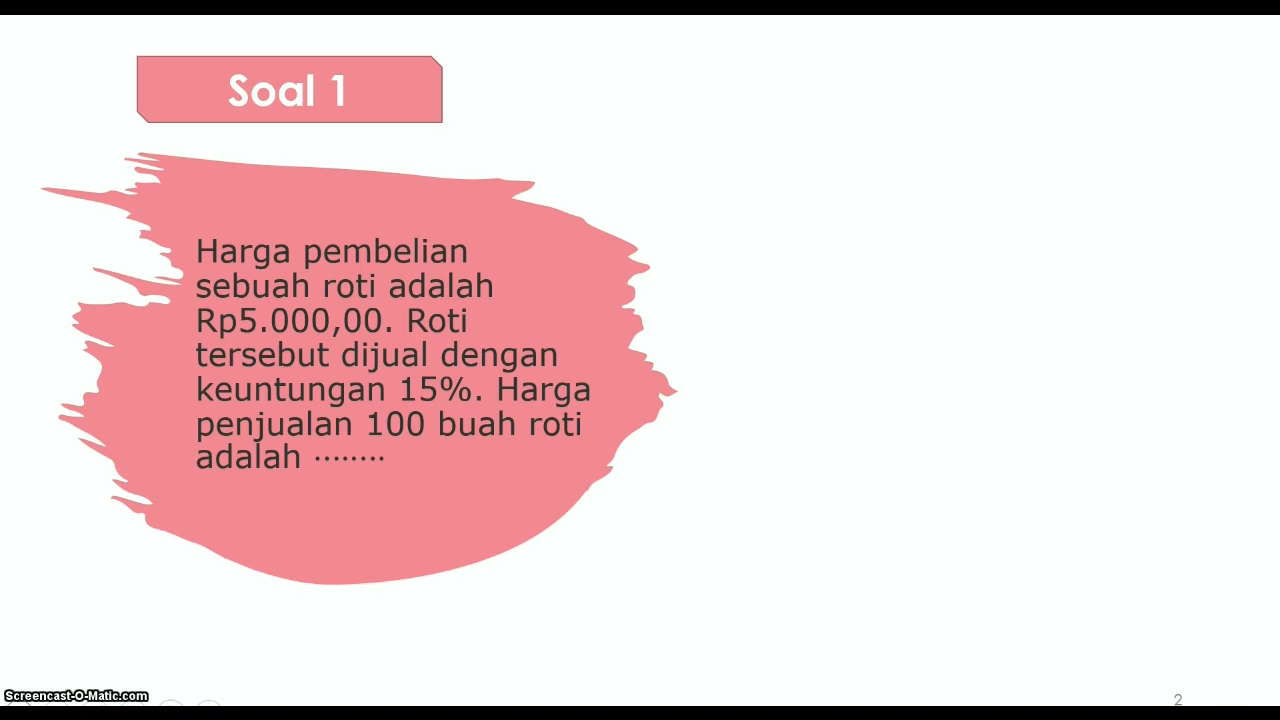 Soal 1
Harga pembelian
sebuah roti adalah
Rp5.000,00. Roti
tersebut dijual dengan
keuntungan 15%. Harga
penjualan 100 buah roti
adalah ········
Screencast-O-Matic.com
2